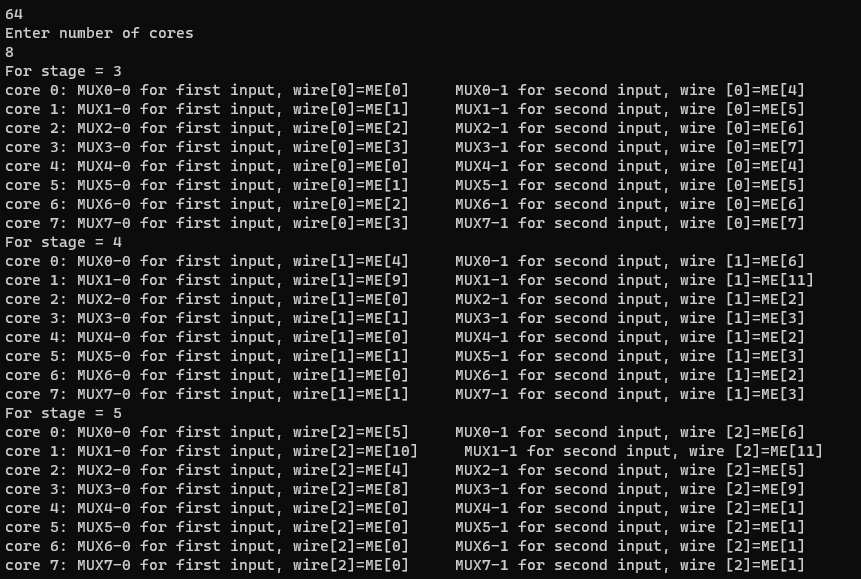 64
Enter number of cores
8
For stage = 3
core 0: MUX0-0 for first input, wire[0]=ME[0]     MUX0-1 for second input, wire [0]=ME[4]
core 1: MUX1-0 for first input, wire[0]=ME[1]     MUX1-1 for second input, wire [0]=ME[5]
core 2: MUX2-0 for first input, wire[0]=ME[2]     MUX2-1 for second input, wire [0]=ME[6]
core 3: MUX3-0 for first input, wire[0]=ME[3]     MUX3-1 for second input, wire [0]=ME[7]
core 4: MUX4-0 for first input, wire[0]=ME[0]     MUX4-1 for second input, wire [0]=ME[4]
core 5: MUX5-0 for first input, wire[0]=ME[1]     MUX5-1 for second input, wire [0]=ME[5]
core 6: MUX6-0 for first input, wire[0]=ME[2]     MUX6-1 for second input, wire [0]=ME[6]
core 7: MUX7-0 for first input, wire[0]=ME[3]     MUX7-1 for second input, wire [0]=ME[7]
For stage = 4
core 0: MUX0-0 for first input, wire[1]=ME[4]     MUX0-1 for second input, wire [1]=ME[6]
core 1: MUX1-0 for first input, wire[1]=ME[9]     MUX1-1 for second input, wire [1]=ME[11]
core 2: MUX2-0 for first input, wire[1]=ME[0]     MUX2-1 for second input, wire [1]=ME[2]
core 3: MUX3-0 for first input, wire[1]=ME[1]     MUX3-1 for second input, wire [1]=ME[3]
core 4: MUX4-0 for first input, wire[1]=ME[0]     MUX4-1 for second input, wire [1]=ME[2]
core 5: MUX5-0 for first input, wire[1]=ME[1]     MUX5-1 for second input, wire [1]=ME[3]
core 6: MUX6-0 for first input, wire[1]=ME[0]     MUX6-1 for second input, wire [1]=ME[2]
core 7: MUX7-0 for first input, wire[1]=ME[1]     MUX7-1 for second input, wire [1]=ME[3]
For stage = 5
core 0: MUX0-0 for first input, wire[2]=ME[5]     MUX0-1 for second input, wire [2]=ME[6]
core 1: MUX1-0 for first input, wire[2]=ME[10]     MUX1-1 for second input, wire [2]=ME[11]
core 2: MUX2-0 for first input, wire[2]=ME[4]     MUX2-1 for second input, wire [2]=ME[5]
core 3: MUX3-0 for first input, wire[2]=ME[8]     MUX3-1 for second input, wire [2]=ME[9]
core 4: MUX4-0 for first input, wire[2]=ME[0]     MUX4-1 for second input, wire [2]=ME[1]
core 5: MUX5-0 for first input, wire[2]=ME[0]     MUX5-1 for second input, wire [2]=ME[1]
core 6: MUX6-0 for first input, wire[2]=ME[0]     MUX6-1 for second input, wire [2]=ME[1]
core 7: MUX7-0 for first input, wire[2]=ME[0]     MUX7-1 for second input, wire [2]=ME[1]